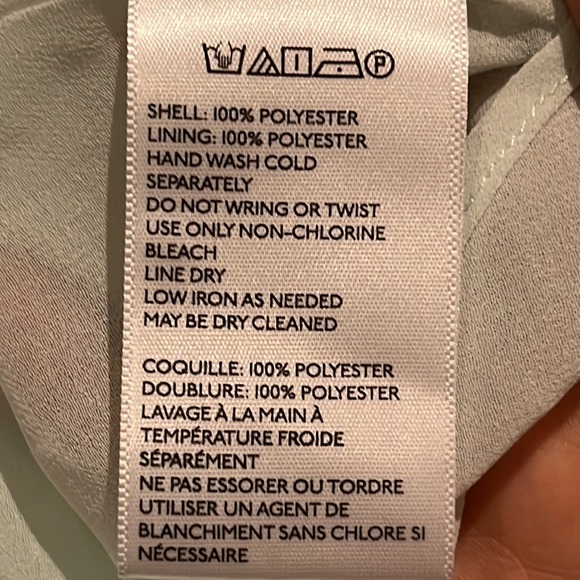 P
SHELL: 100% POLYESTER
LINING: 100% POLYESTER
HAND WASH COLD
SEPARATELY
DO NOT WRING OR TWIST
USE ONLY NON-CHLORINE
BLEACH
LINE DRY
LOW IRON AS NEEDED
MAY BE DRY CLEANED
COQUILLE: 100% POLYESTER
DOUBLURE: 100% POLYESTER
LAVAGE À LA MAIN À
TEMPÉRATURE FROIDE
SÉPARÉMENT
NE PAS ESSORER OU TORDRE
UTILISER UN AGENT DE
BLANCHIMENT SANS CHLORE SI
NÉCESSAIRE